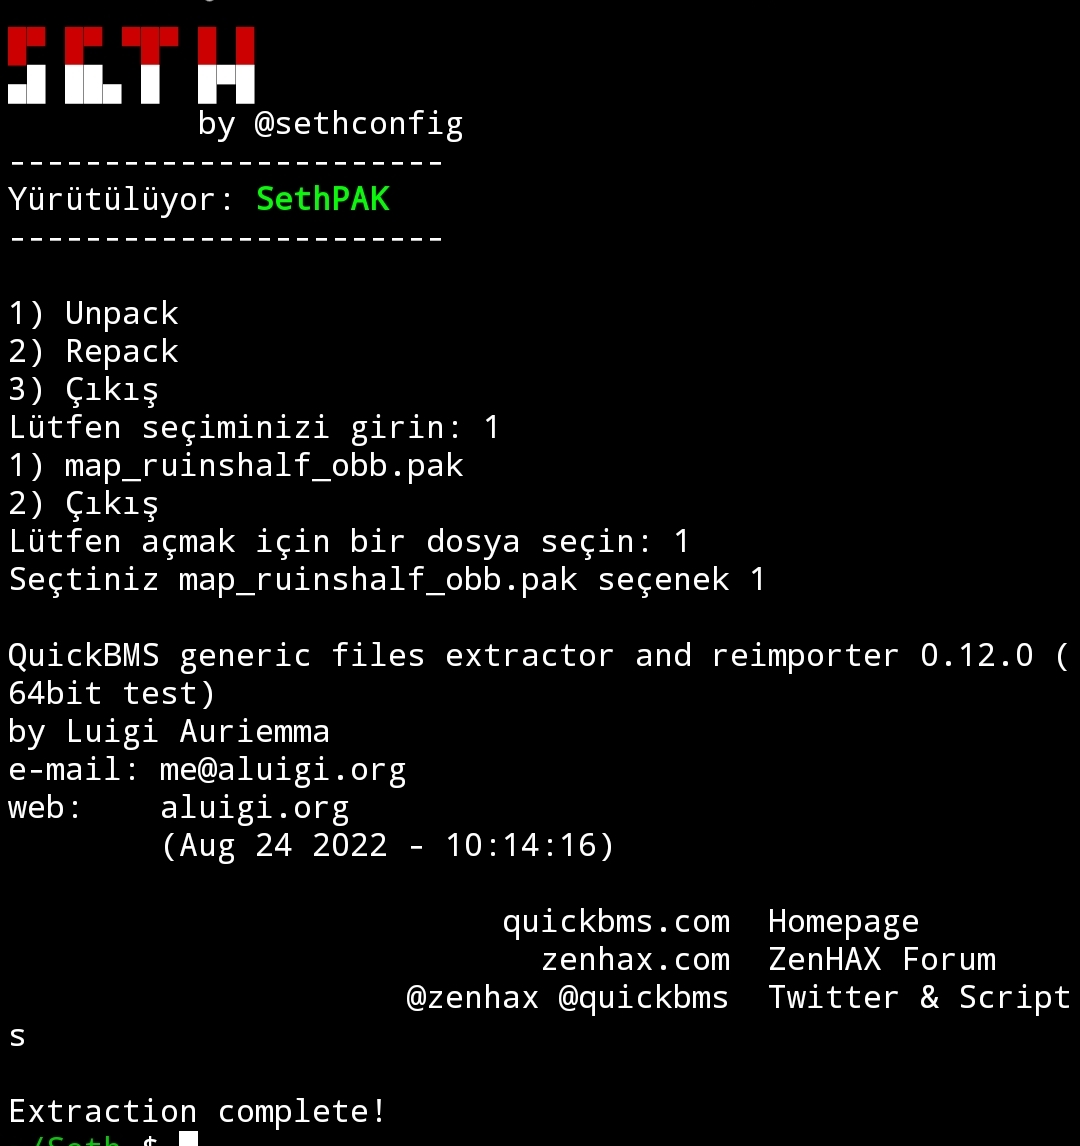 SETH
by @sethconfig
-----------------------
Yürütülüyor: SethPAK
-----------------------
1) Unpack
2) Repack
3) Çıkış
Lütfen seçiminizi girin: 1
1) map_ruinshalf_obb.pak
2) Çıkış
Lütfen açmak için bir dosya seçin: 1
Seçtiniz map_ruinshalf_obb.pak seçenek 1
QuickBMS generic files extractor and reimporter 0.12.0 (
64bit test)
by Luigi Auriemma
e-mail: me@aluigi.org
web:    aluigi.org
(Aug 24 2022 - 10:14:16)
quickbms.com  Homepage
zenhax.com  ZenHAX Forum
@zenhax @quickbms  Twitter & Script
s
Extraction complete!
/Seth $